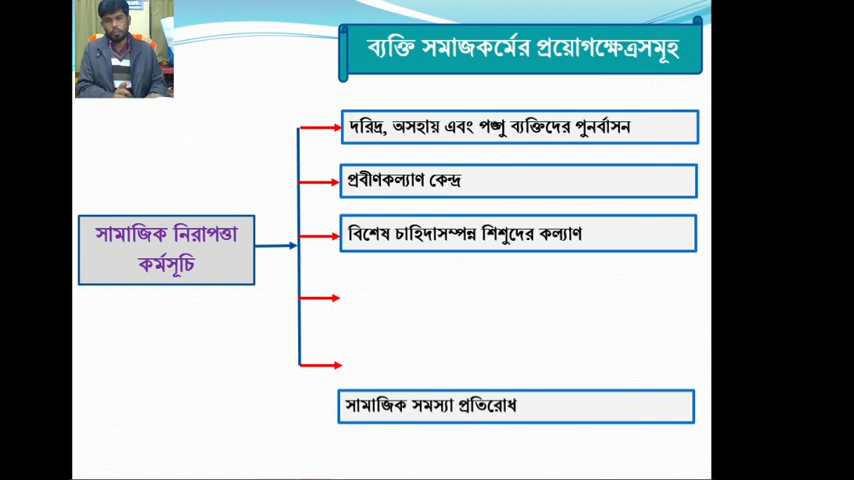 ব্যক্তি সমাজকর্মের প্রয়োগক্ষেত্রসমূহ
দরিদ্র, অসহায় এবং পঙ্গু ব্যক্তিদের পুনর্বাসন
প্রবীণকল্যাণ কেন্দ্র
বিশেষ চাহিদাসম্পন্ন শিশুদের কল্যাণ
সামাজিক নিরাপত্তা
কর্মসূচি
সামাজিক সমস্যা প্রতিরোধ